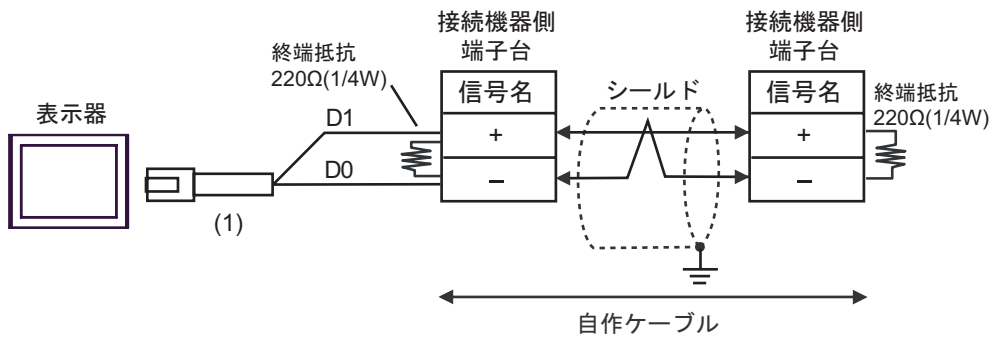 表示器
(1)
D1
D0
終端抵抗
220Ω(1/4W)
接続機器側
端子台
信号名
+
−
シールド
接続機器側
端子台
信号名
+
−
終端抵抗
220Ω(1/4W)
自作ケーブル